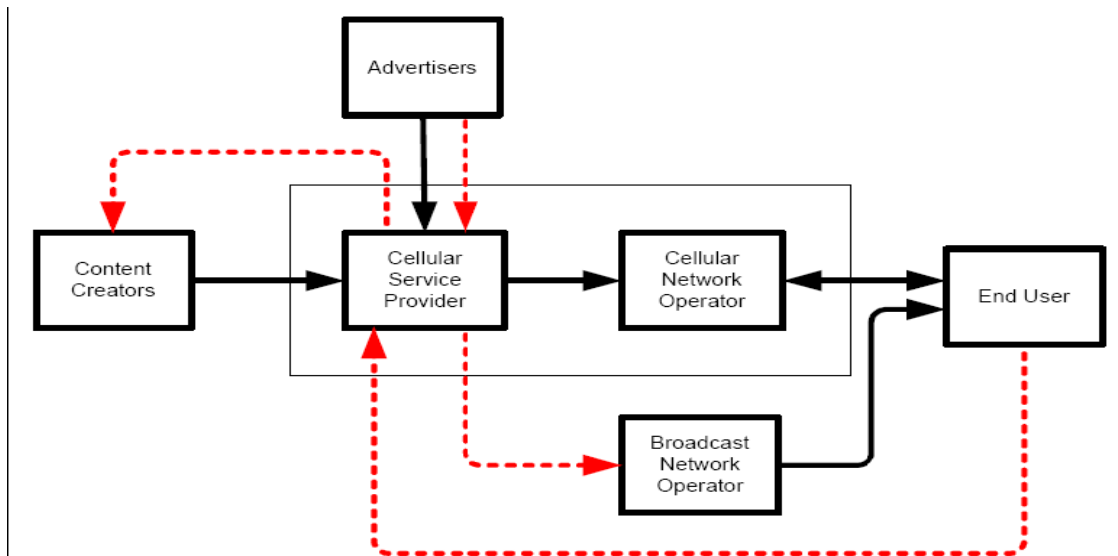 Advertisers
Content
Creators
Cellular
Service
Provider
Cellular
Network
Operator
End User
Broadcast
Network
Operator